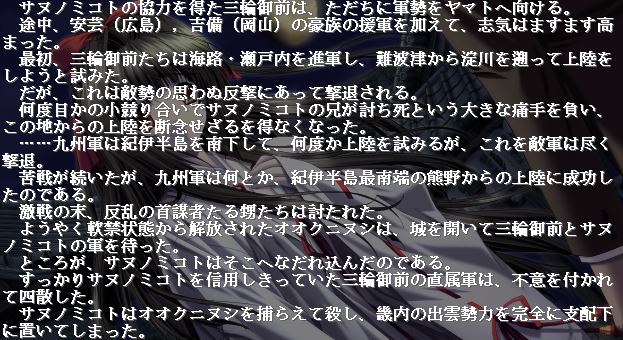 サヌノミコトの協力を得た三輪御前は、ただちに軍勢をヤマトへ向ける。
　途中、安芸（広島），吉備（岡山）の豪族の援軍を加えて、志気はますます高
まった。
　最初、三輪御前たちは海路・瀬戸内を進軍し、難波津から淀川を遡って上陸を
しようと試みた。
　だが、これは敵勢の思わぬ反撃にあって撃退される。
　何度目かの小競り合いでサヌノミコトの兄が討ち死という大きな痛手を負い、
この地からの上陸を断念せざるを得なくなった。
　……九州軍は紀伊半島を南下して、何度か上陸を試みるが、これを敵軍は尽く
撃退。
　苦戦が続いたが、九州軍は何とか、紀伊半島最南端の熊野からの上陸に成功し
たのである。
　激戦の末、反乱の首謀者たる甥たちは討たれた。
　ようやく軟禁状態から解放されたオオクニヌシは、城を開いて三輪御前とサヌ
ノミコトの軍を待った。
　ところが、サヌノミコトはそこへなだれ込んだのである。
　すっかりサヌノミコトを信用しきっていた三輪御前の直属軍は、不意を付かれ
て四散した。
　サヌノミコトはオオクニヌシを捕らえて殺し、畿内の出雲勢力を完全に支配下
に置いてしまった。